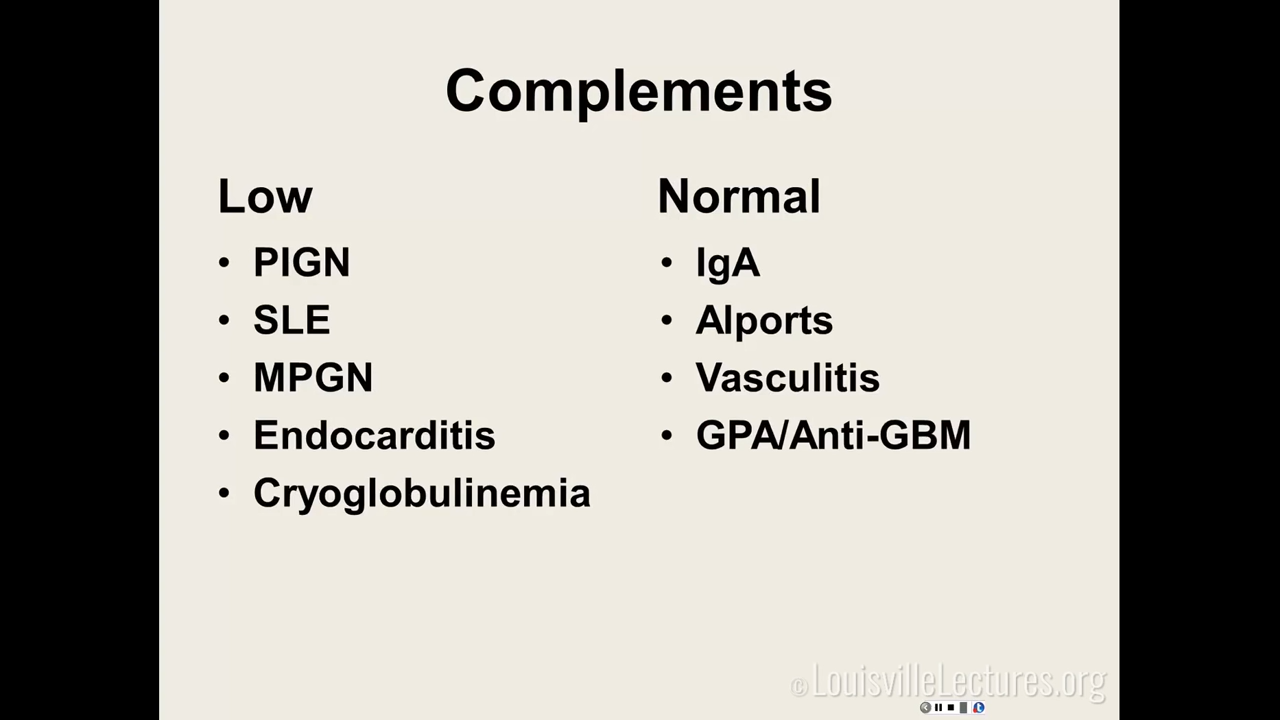 Complements
Low
• PIGN
• SLE
• MPGN
• Endocarditis
• Cryoglobulinemia
Normal
• IgA
• Alports
• Vasculitis
• GPA/Anti-GBM
© LouisvilleLectures.org